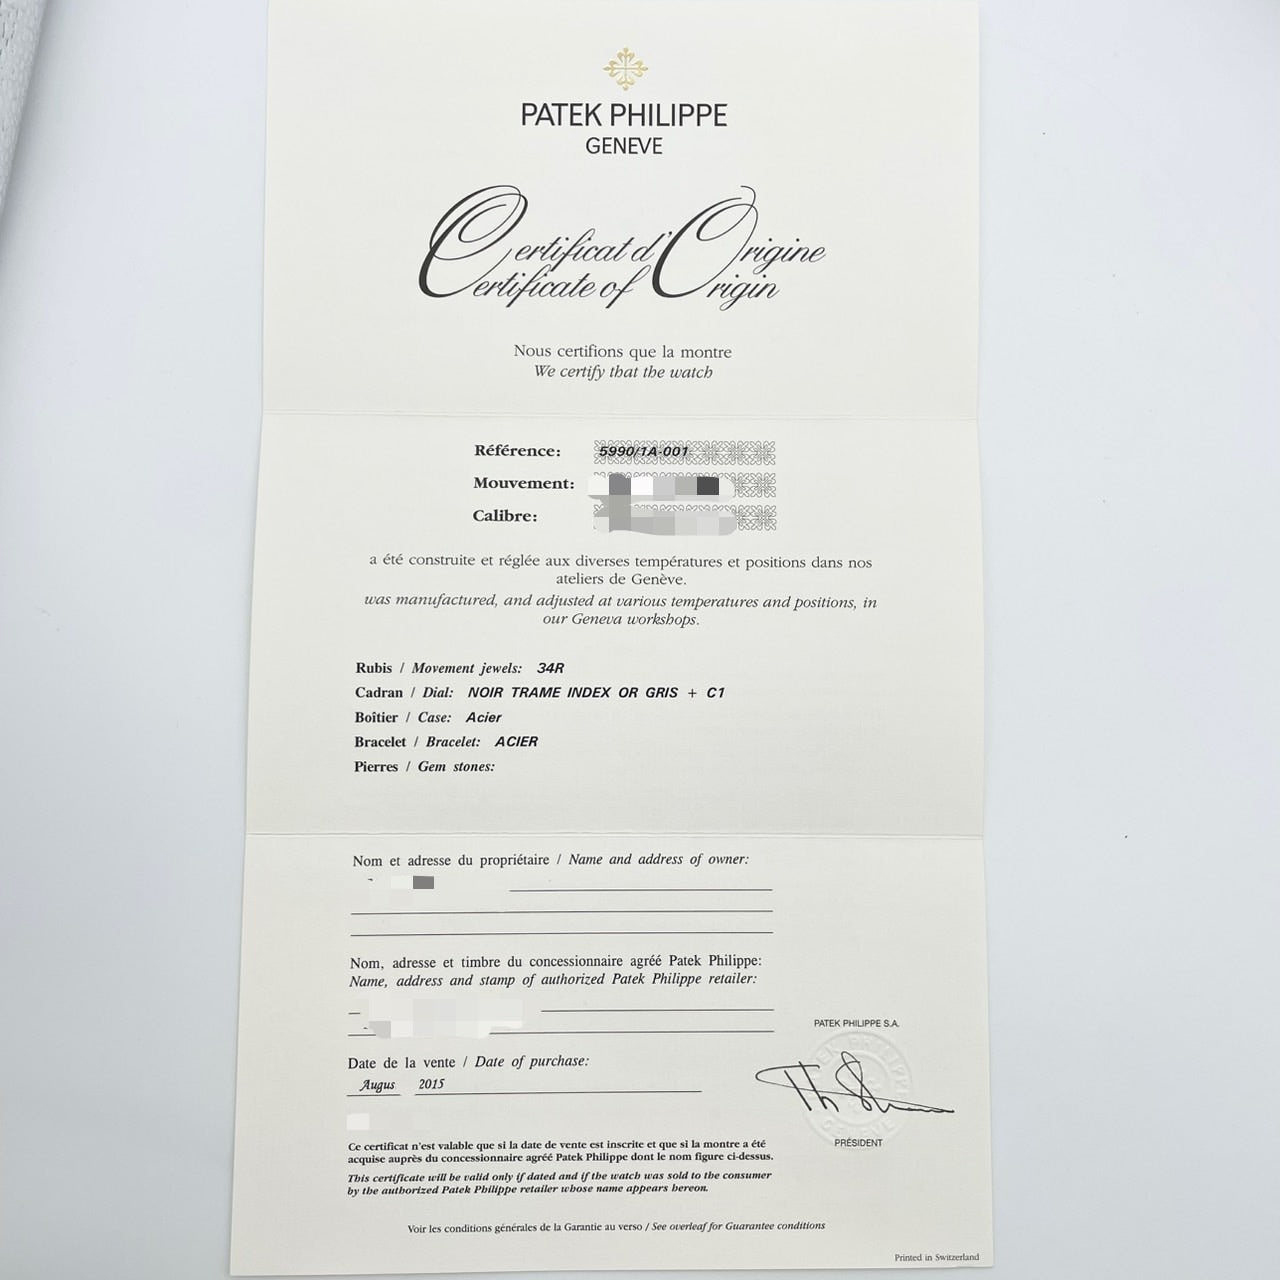 PATEK PHILIPPE
GENEVE
Certificat d'Origine
Certificate of Origin
Nous certifions que la montre
We certify that the watch
Référence: 5990/1A-001
Mouvement:
Calibre:
a été construite et réglée aux diverses températures et positions dans nos
ateliers de Genève.
was manufactured, and adjusted at various temperatures and positions, in
our Geneva workshops.
Rubis / Movement jewels: 34R
Cadran / Dial: NOIR TRAME INDEX OR GRIS + C1
Boîtier / Case: Acier
Bracelet / Bracelet: ACIER
Pierres / Gem stones:
Nom et adresse du propriétaire / Name and address of owner:
Nom, adresse et timbre du concessionnaire agréé Patek Philippe:
Name, address and stamp of authorized Patek Philippe retailer:
PATEK PHILIPPE S.A.
Date de la vente / Date of purchase:
Augus 2015
PATEK PHILIPPE
GENEVE
PRÉSIDENT
Ce certificat n'est valable que si la date de vente est inscrite et que si la montre a été
acquise auprès du concessionnaire agréé Patek Philippe dont le nom figure ci-dessus.
This certificate will be valid only if dated and if the watch was sold to the consumer
by the authorized Patek Philippe retailer whose name appears hereon.
Voir les conditions générales de la Garantie au verso / See overleaf for Guarantee conditions
Printed in Switzerland